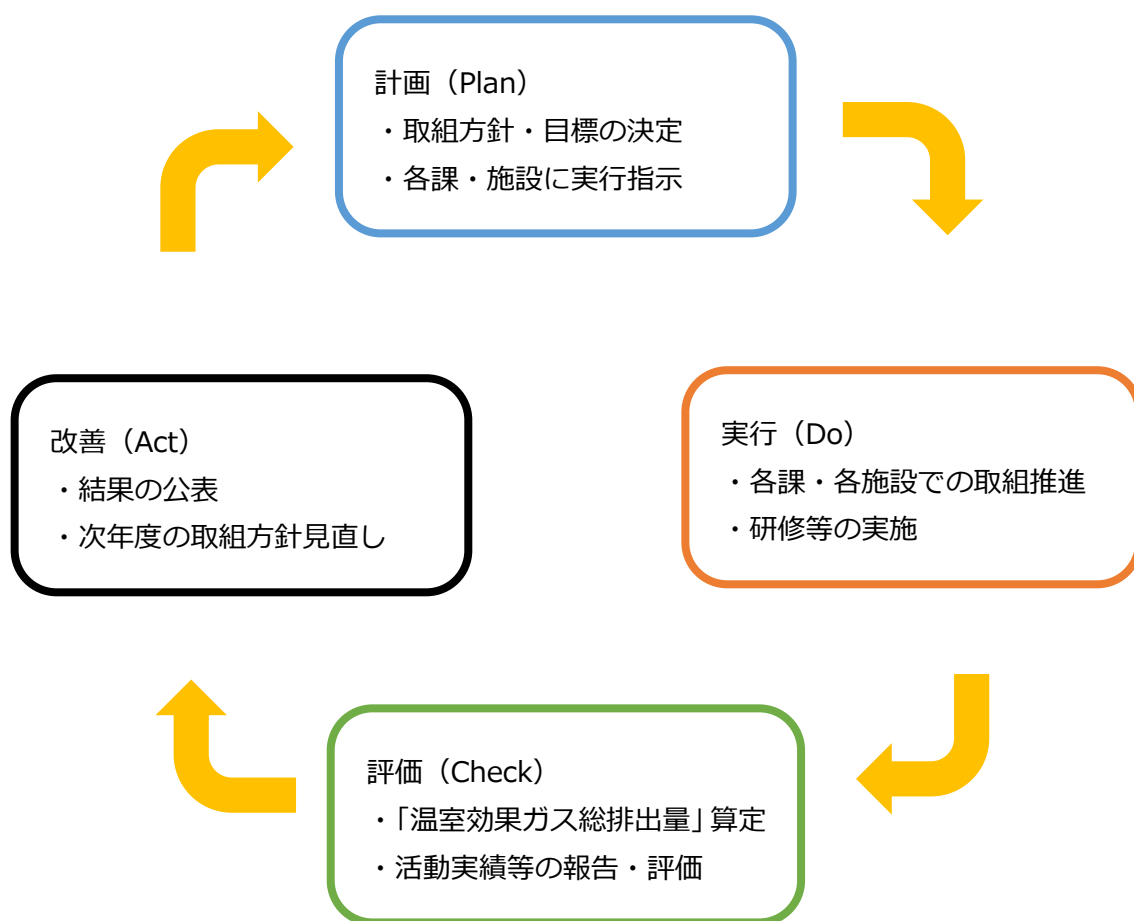 計画（Plan）
・取組方針・目標の決定
・各課・施設に実行指示
実行（Do）
・各課・各施設での取組推進
・研修等の実施
評価（Check）
・「温室効果ガス総排出量」算定
・活動実績等の報告・評価
改善（Act）
・結果の公表
・次年度の取組方針見直し